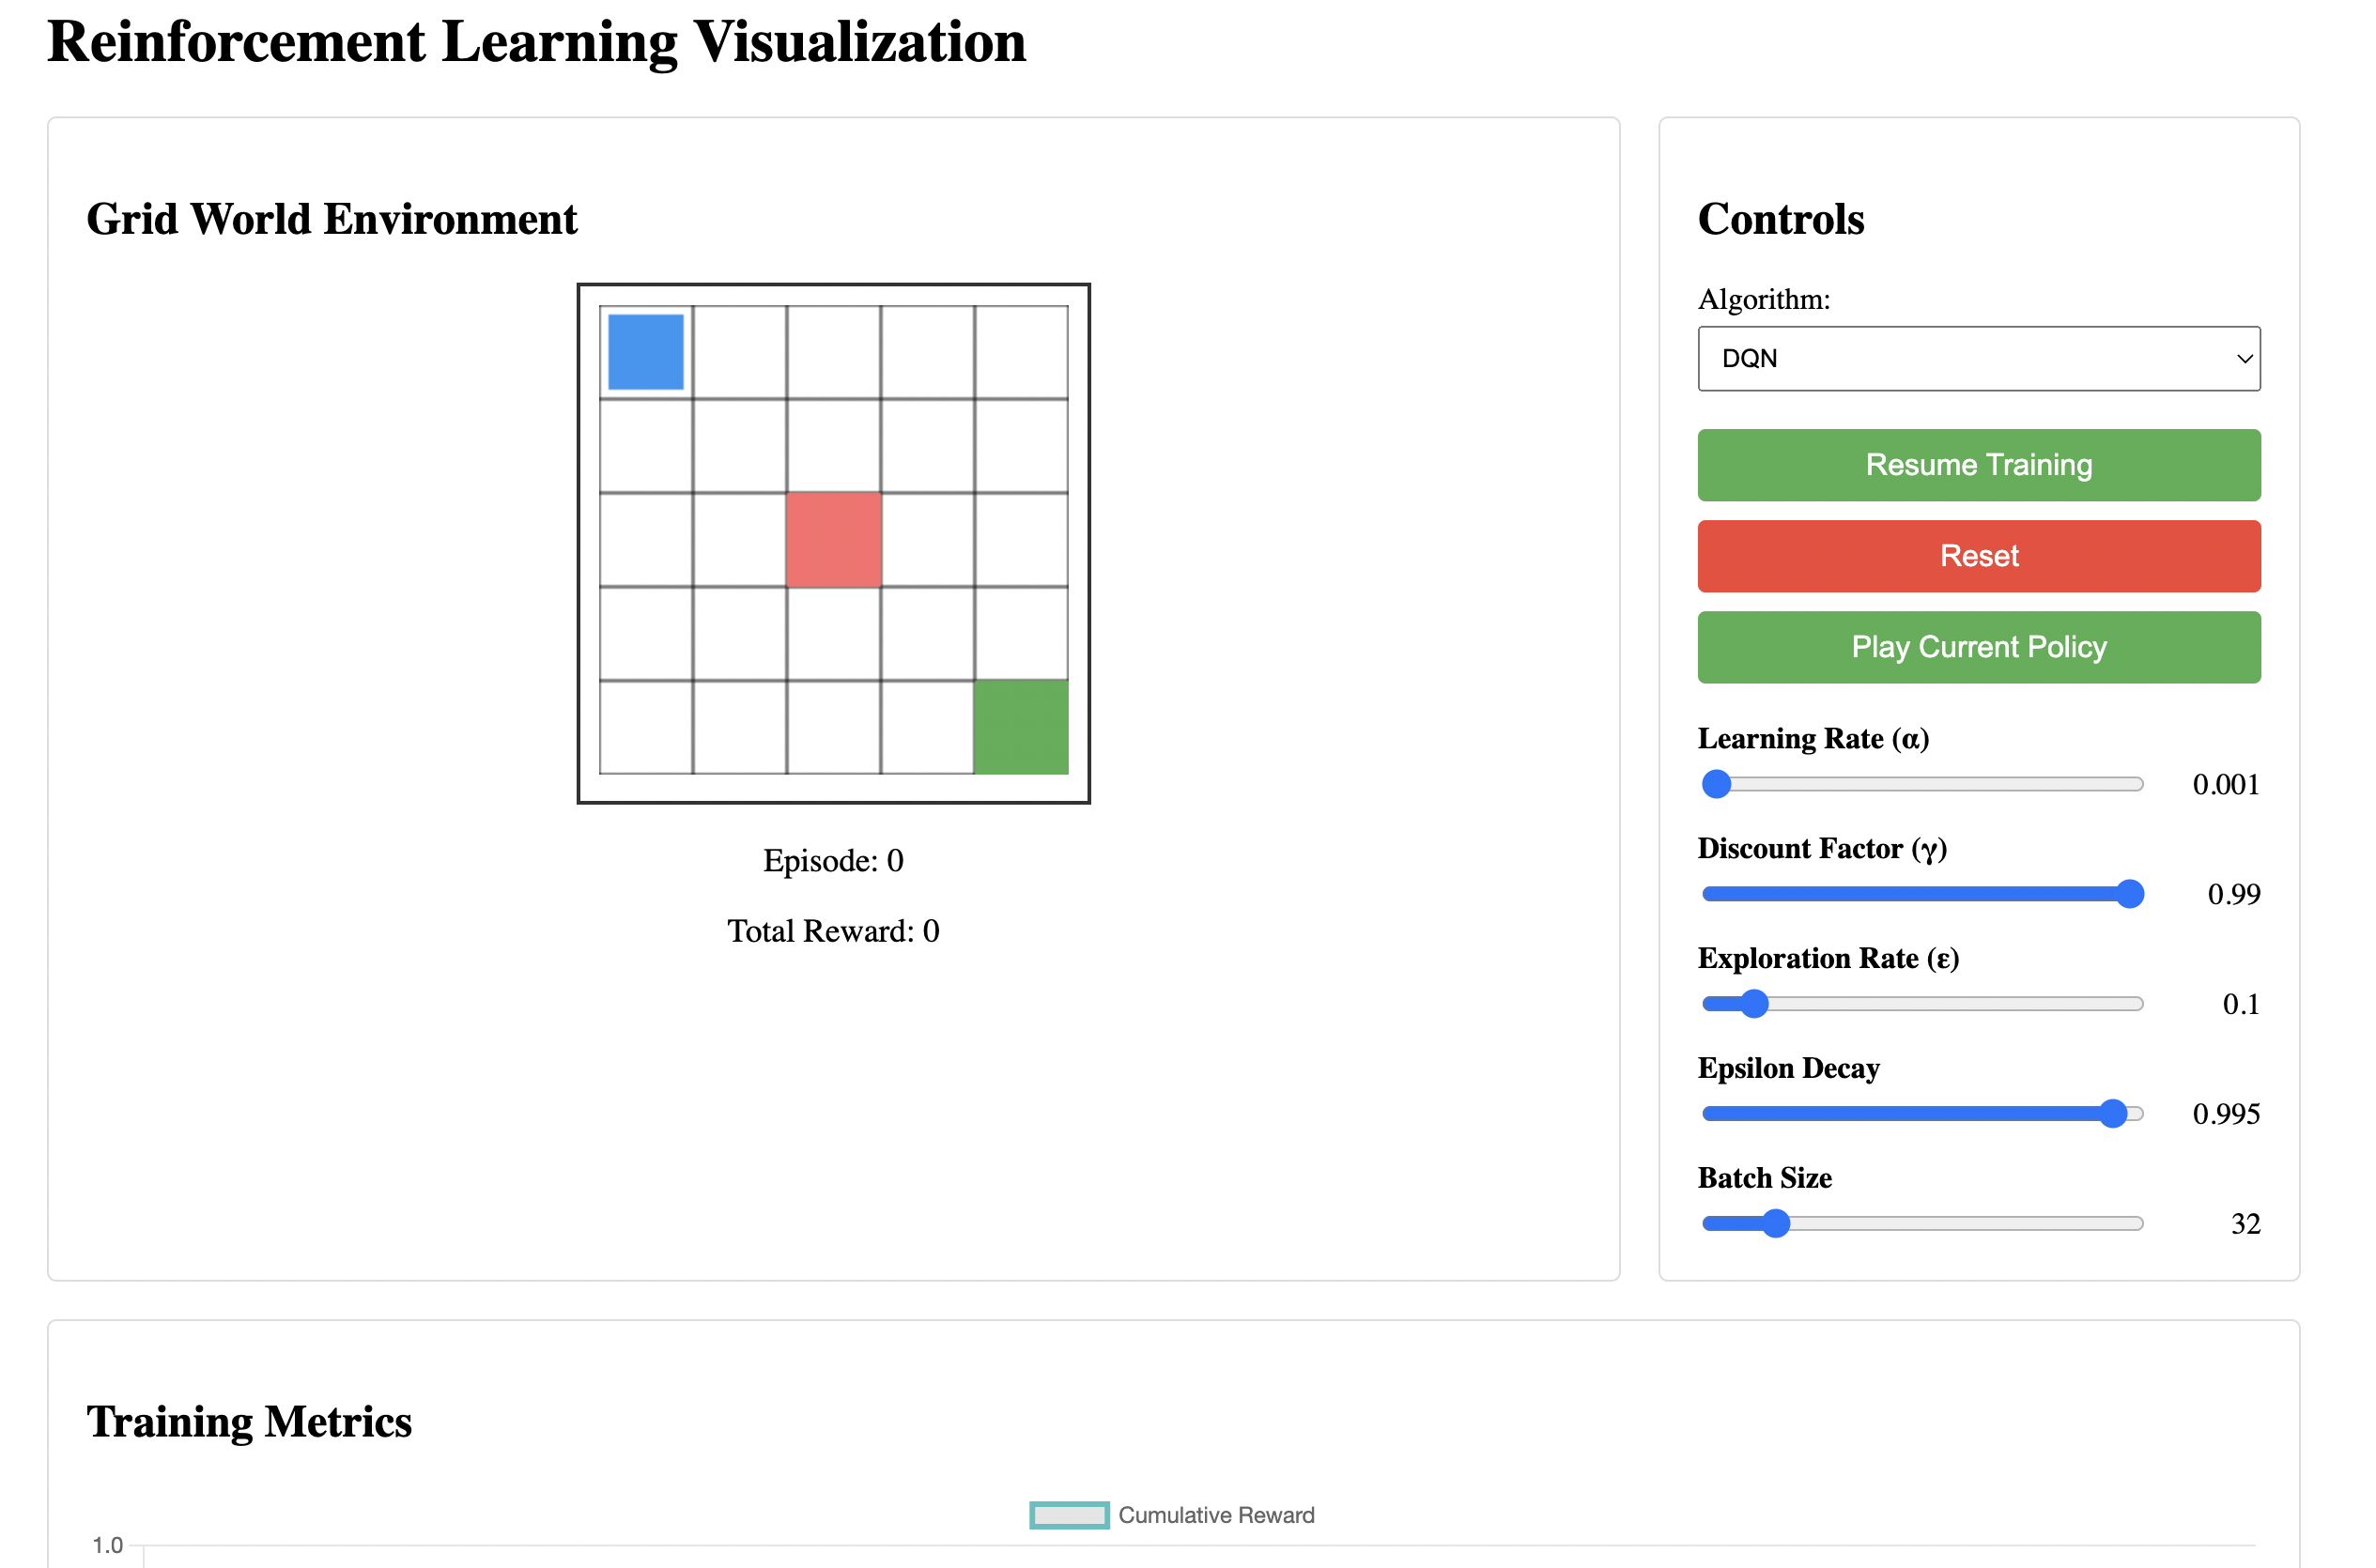 Reinforcement Learning Visualization
Grid World Environment
Episode: 0
Total Reward: 0
Controls
Algorithm:
DQN
Resume Training
Reset
Play Current Policy
Learning Rate (α)
0.001
Discount Factor (γ)
0.99
Exploration Rate (ε)
0.1
Epsilon Decay
0.995
Batch Size
32
Training Metrics
Cumulative Reward
1.0